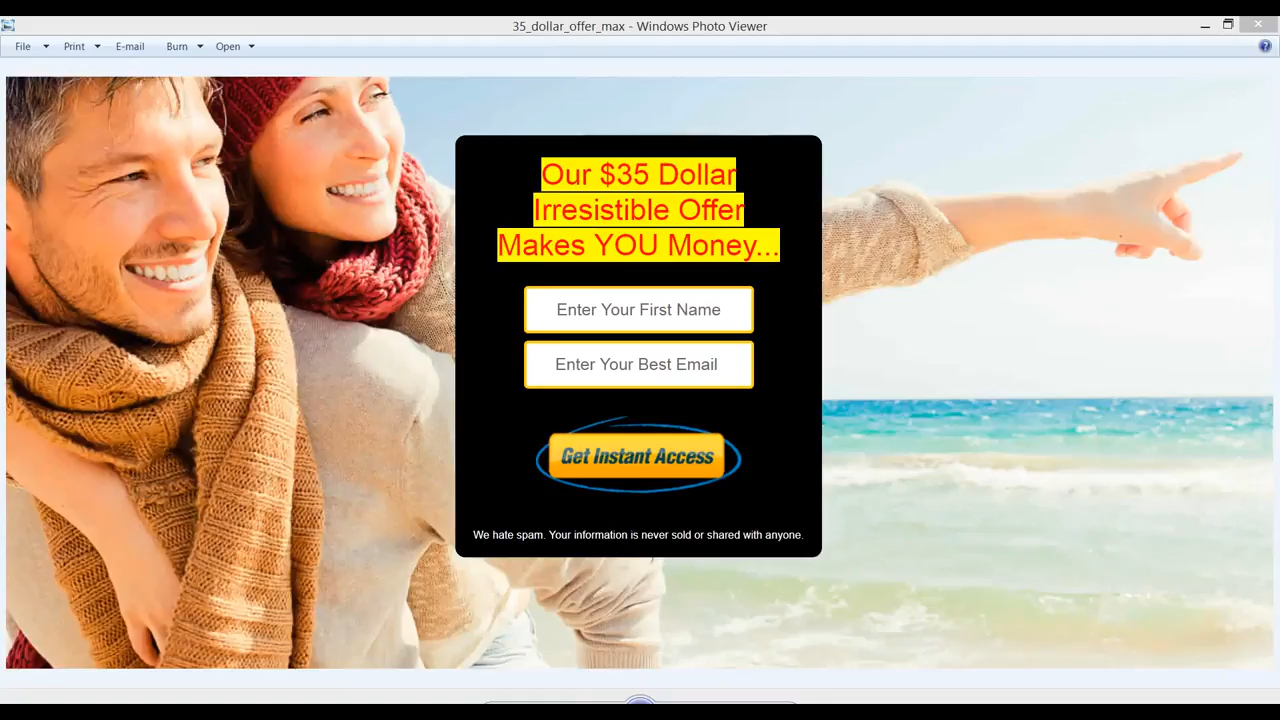 35_dollar_offer_max - Windows Photo Viewer
File Print E-mail Burn Open
Our $35 Dollar
Irresistible Offer
Makes YOU Money...
Enter Your First Name
Enter Your Best Email
Get Instant Access
We hate spam. Your information is never sold or shared with anyone.